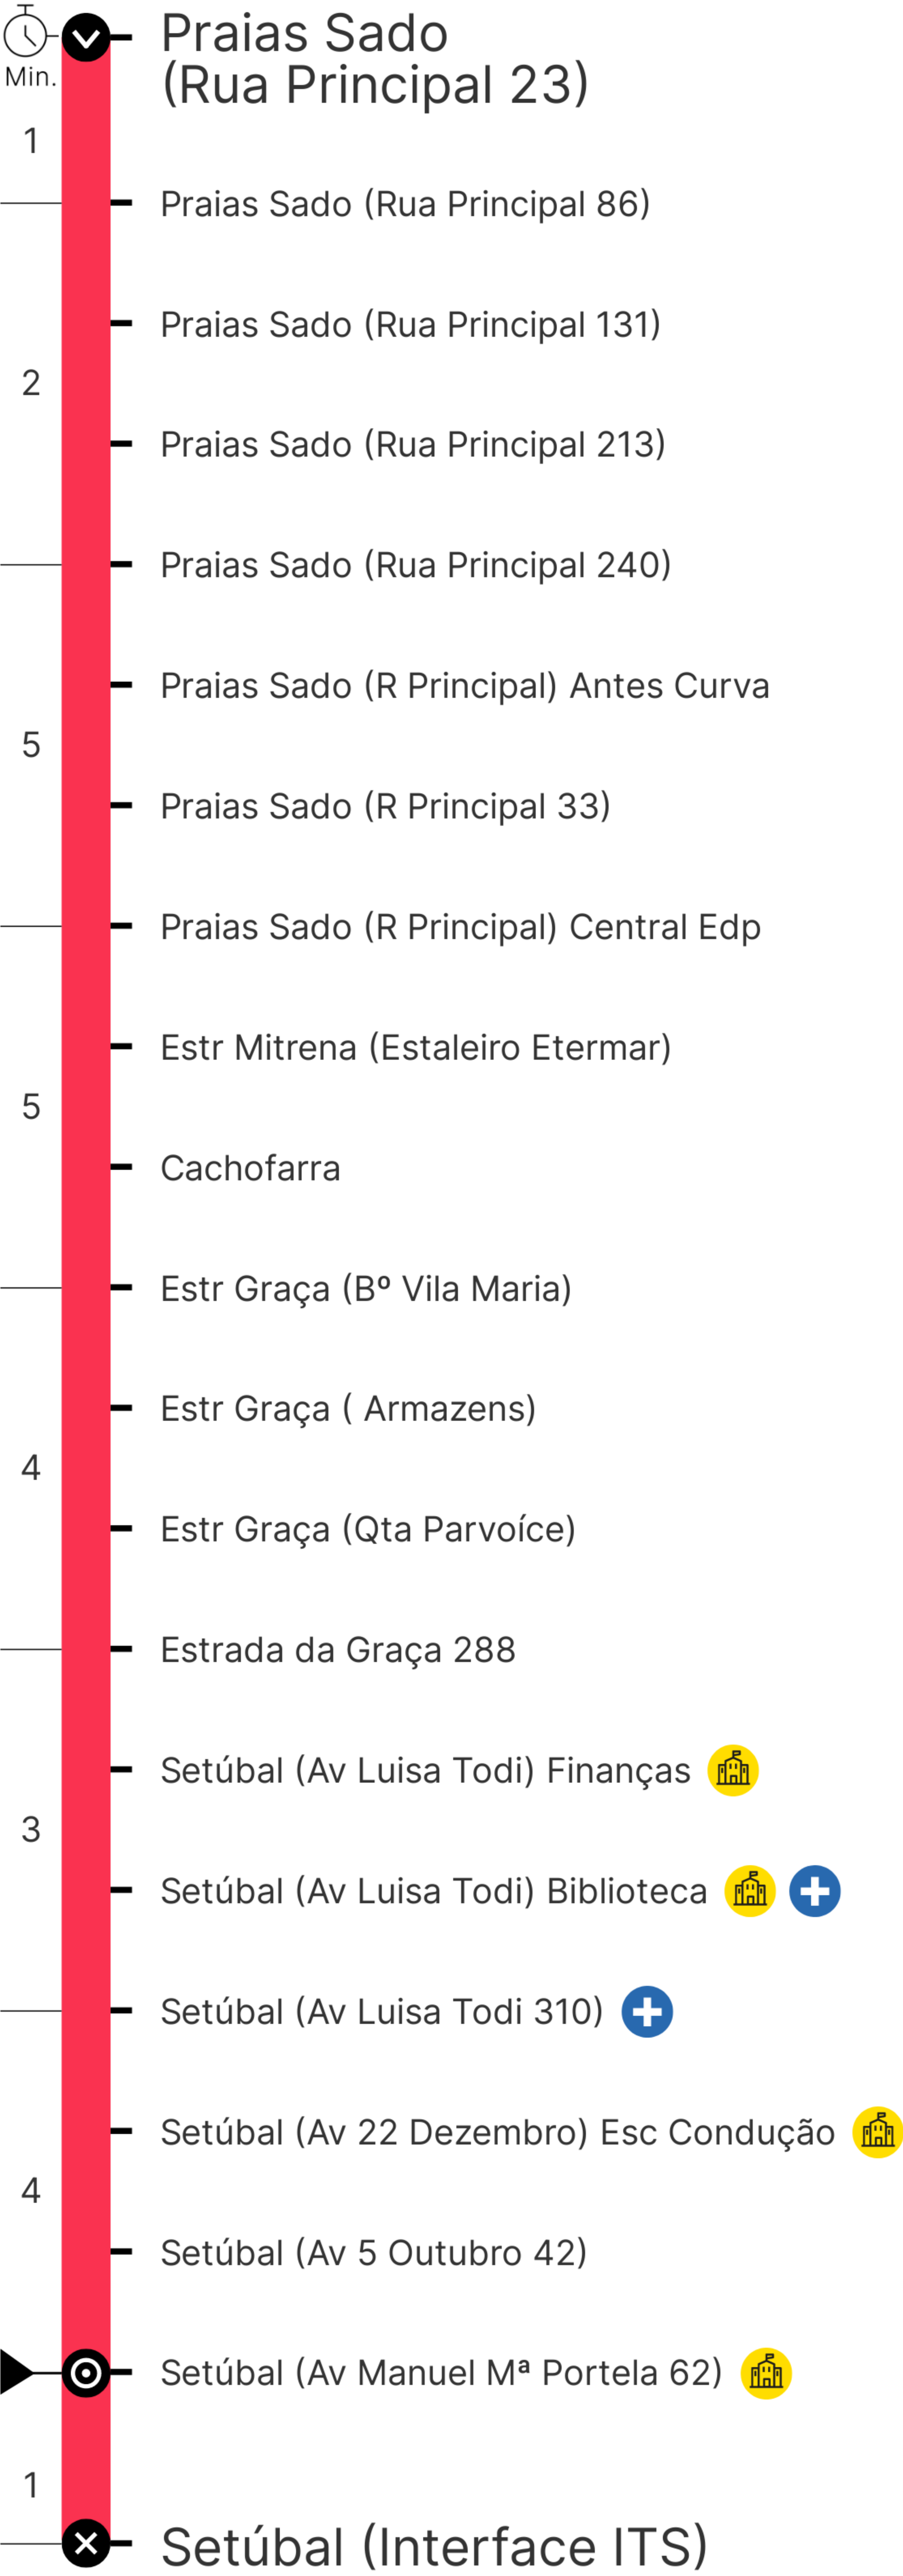 Praias Sado
(Rua Principal 23)
Min.
1
Praias Sado (Rua Principal 86)
Praias Sado (Rua Principal 131)
2
Praias Sado (Rua Principal 213)
Praias Sado (Rua Principal 240)
Praias Sado (R Principal) Antes Curva
5
Praias Sado (R Principal 33)
Praias Sado (R Principal) Central Edp
Estr Mitrena (Estaleiro Etermar)
5
Cachofarra
Estr Graça (Bº Vila Maria)
Estr Graça ( Armazens)
4
Estr Graça (Qta Parvoíce)
Estrada da Graça 288
Setúbal (Av Luisa Todi) Finanças
3
Setúbal (Av Luisa Todi) Biblioteca
Setúbal (Av Luisa Todi 310)
Setúbal (Av 22 Dezembro) Esc Condução
4
Setúbal (Av 5 Outubro 42)
Setúbal (Av Manuel Mª Portela 62)
1
Setúbal (Interface ITS)